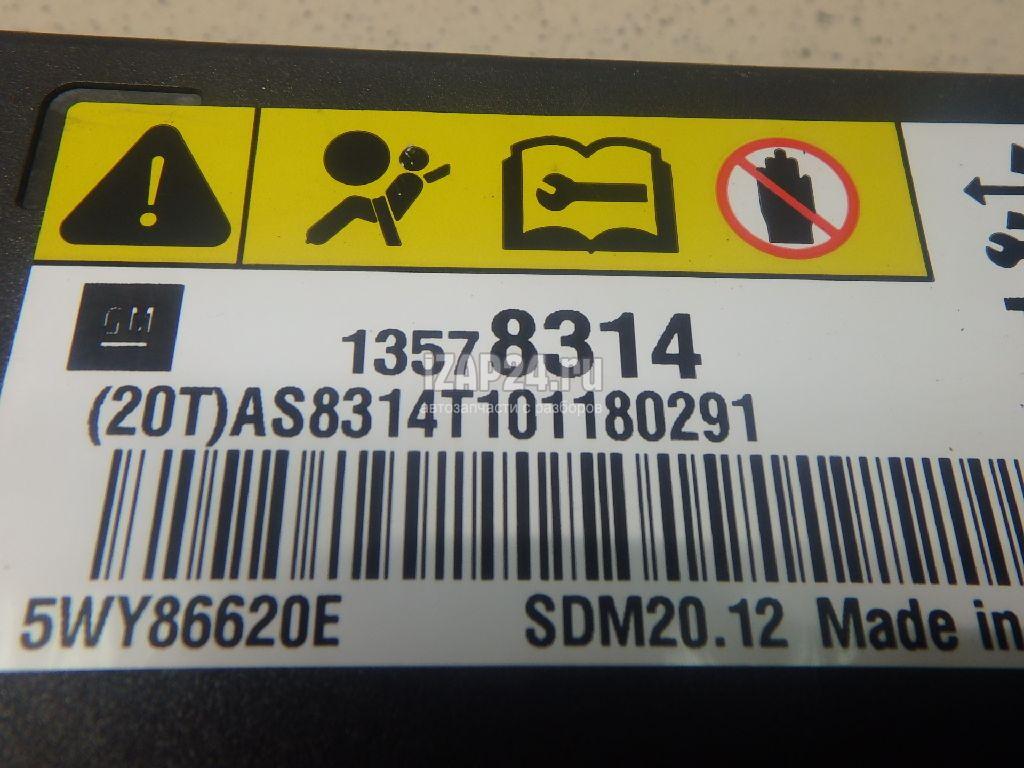 GM
13578314
iZAP24.ru
автозапчасти с разборов
(20T)AS8314T101180291
5WY86620E
SDM20.12 Made in